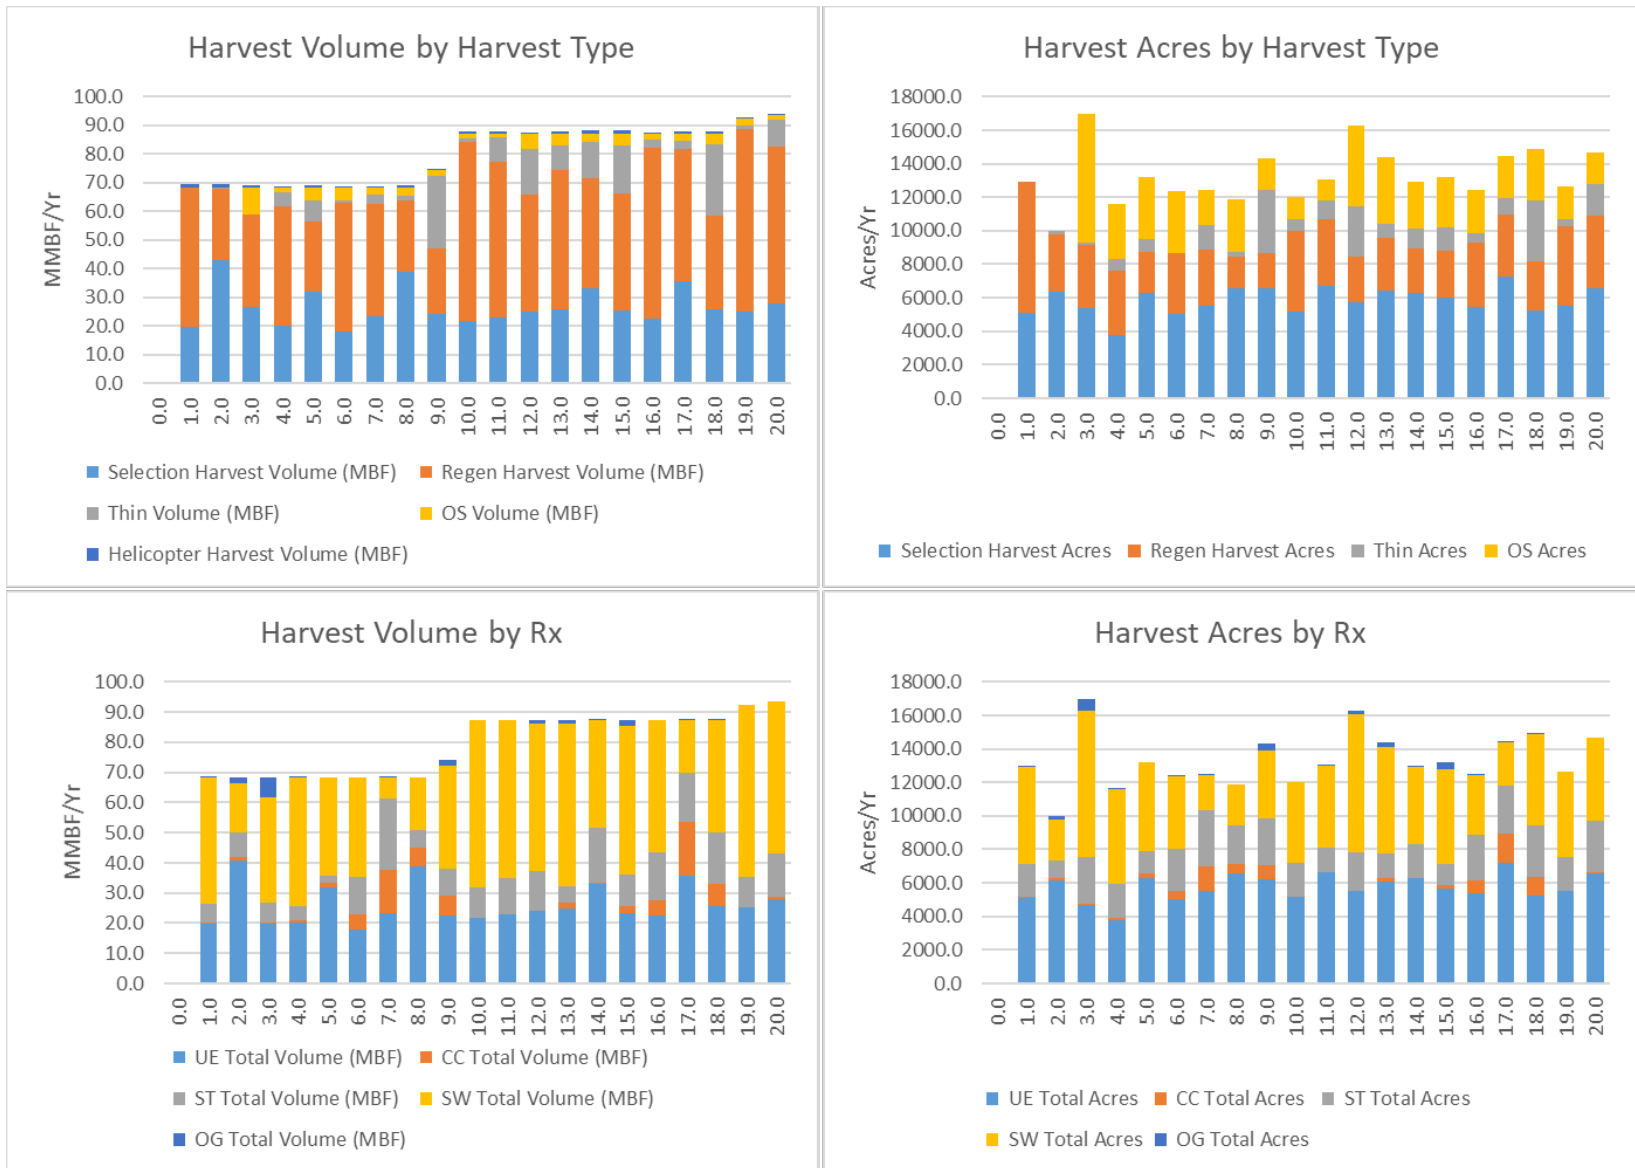 Harvest Volume by Harvest Type
MMBF/Yr
100.0
90.0
80.0
70.0
60.0
50.0
40.0
30.0
20.0
10.0
0.0
0.0 1.0 2.0 3.0 4.0 5.0 6.0 7.0 8.0 9.0 10.0 11.0 12.0 13.0 14.0 15.0 16.0 17.0 18.0 19.0 20.0
Selection Harvest Volume (MBF) Regen Harvest Volume (MBF)
Thin Volume (MBF) OS Volume (MBF)
Helicopter Harvest Volume (MBF)
Harvest Acres by Harvest Type
Acres/Yr
18000.0
16000.0
14000.0
12000.0
10000.0
8000.0
6000.0
4000.0
2000.0
0.0
0.0 1.0 2.0 3.0 4.0 5.0 6.0 7.0 8.0 9.0 10.0 11.0 12.0 13.0 14.0 15.0 16.0 17.0 18.0 19.0 20.0
Selection Harvest Acres Regen Harvest Acres Thin Acres OS Acres
Harvest Volume by Rx
MMBF/Yr
100.0
90.0
80.0
70.0
60.0
50.0
40.0
30.0
20.0
10.0
0.0
0.0 1.0 2.0 3.0 4.0 5.0 6.0 7.0 8.0 9.0 10.0 11.0 12.0 13.0 14.0 15.0 16.0 17.0 18.0 19.0 20.0
UE Total Volume (MBF) CC Total Volume (MBF)
ST Total Volume (MBF) SW Total Volume (MBF)
OG Total Volume (MBF)
Harvest Acres by Rx
Acres/Yr
18000.0
16000.0
14000.0
12000.0
10000.0
8000.0
6000.0
4000.0
2000.0
0.0
0.0 1.0 2.0 3.0 4.0 5.0 6.0 7.0 8.0 9.0 10.0 11.0 12.0 13.0 14.0 15.0 16.0 17.0 18.0 19.0 20.0
UE Total Acres CC Total Acres ST Total Acres
SW Total Acres OG Total Acres